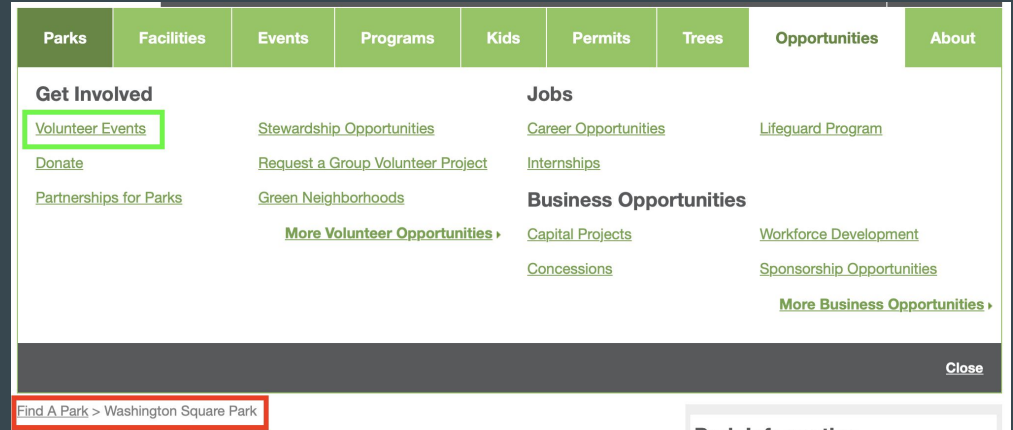 Parks Facilities Events Programs Kids Permits Trees Opportunities About
Get Involved
Volunteer Events Stewardship Opportunities
Donate Request a Group Volunteer Project
Partnerships for Parks Green Neighborhoods
More Volunteer Opportunities
Jobs
Career Opportunities Lifeguard Program
Internships
Business Opportunities
Capital Projects Workforce Development
Concessions Sponsorship Opportunities
More Business Opportunities
Close
Find A Park > Washington Square Park